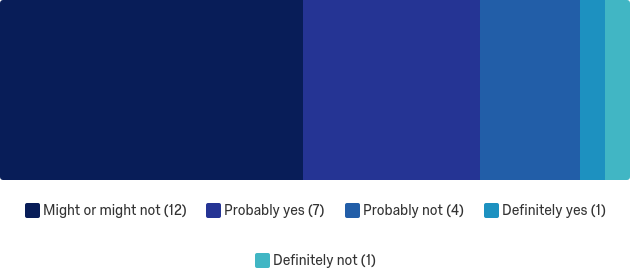 Might or might not (12) Probably yes (7) Probably not (4) Definitely yes (1)
Definitely not (1)